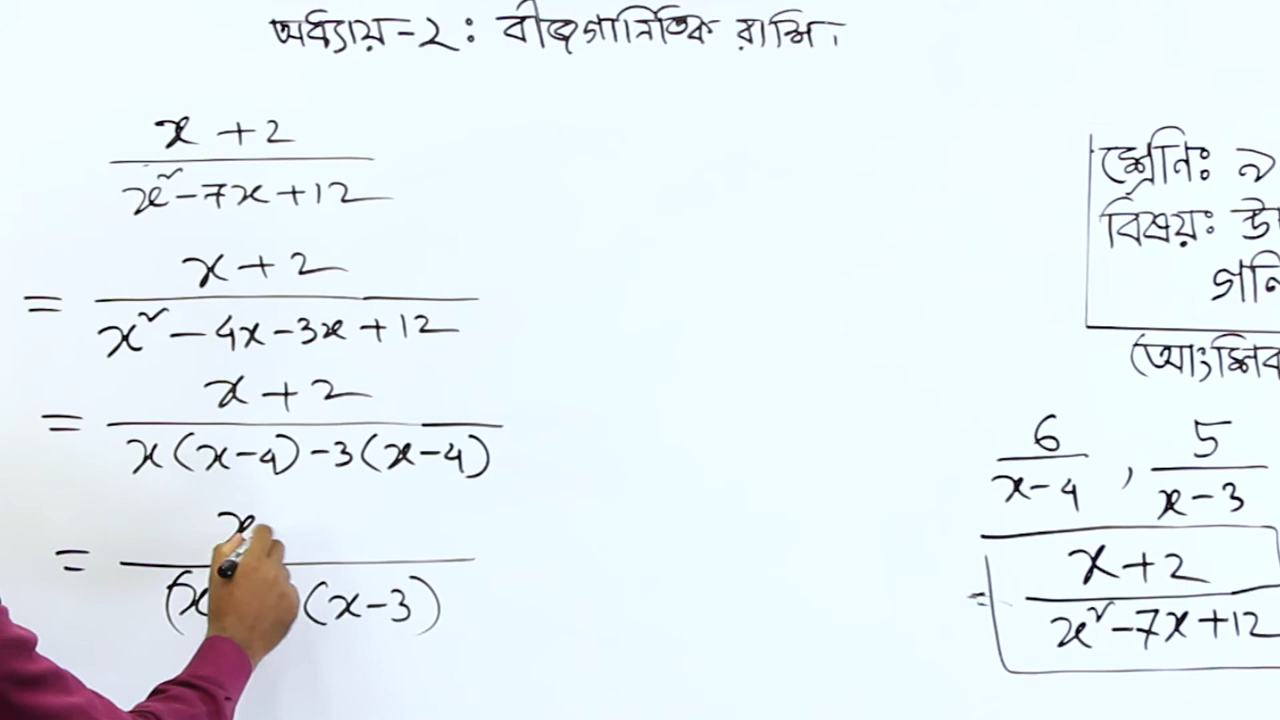 অধ্যায়-২ঃ বীজগানিতিক রাশি।
x + 2
x² - 7x + 12
= x + 2
x² - 4x - 3x + 12
= x + 2
x(x-4) - 3(x-4)
= x
(x (x-3)
শ্রেনিঃ ৯
বিষয়ঃ উ
গনি
(আংশিক
6 , 5
x-4 x-3
= x+2
x² - 7x + 12